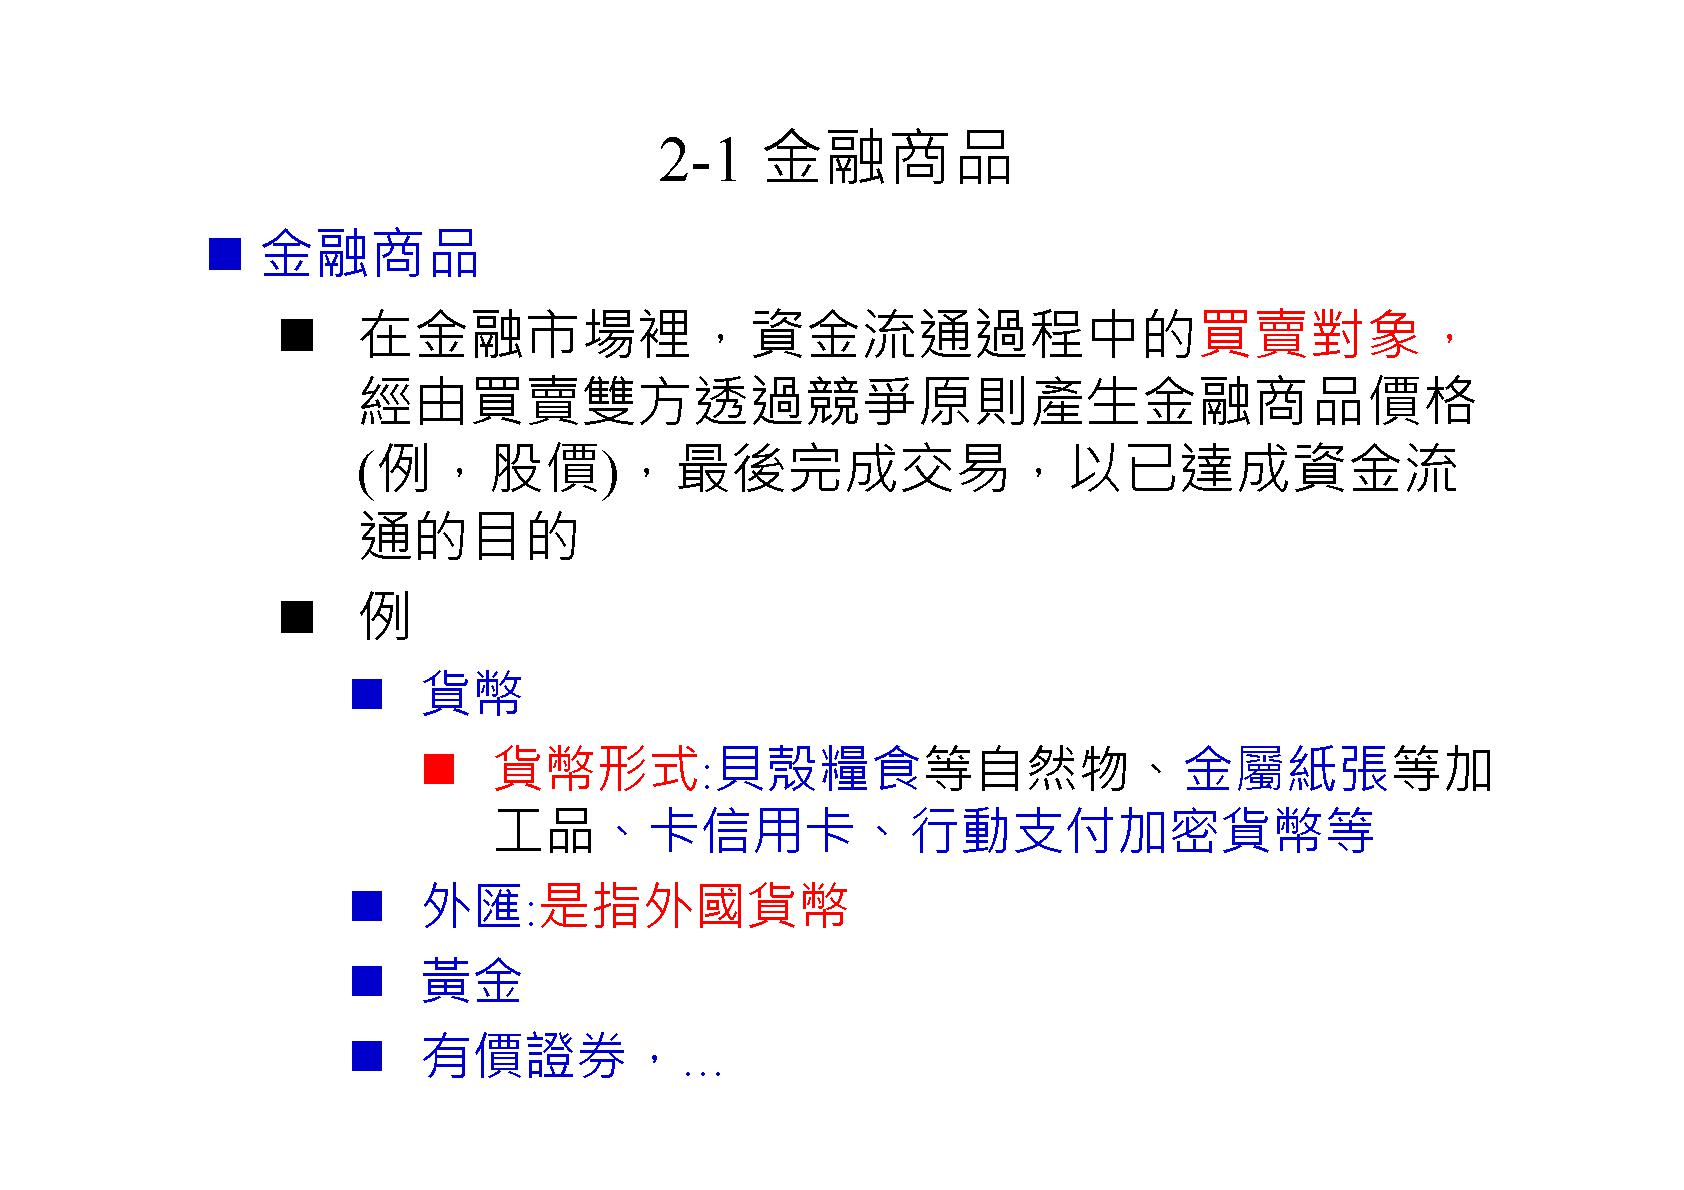 2-1 金融商品
■ 金融商品
■ 在金融市場裡，資金流通過程中的買賣對象，
經由買賣雙方透過競爭原則產生金融商品價格
(例，股價)，最後完成交易，以已達成資金流
通的目的
■ 例
■ 貨幣
■ 貨幣形式:貝殼糧食等自然物、金屬紙張等加
工品、卡信用卡、行動支付加密貨幣等
■ 外匯:是指外國貨幣
■ 黃金
■ 有價證券，…